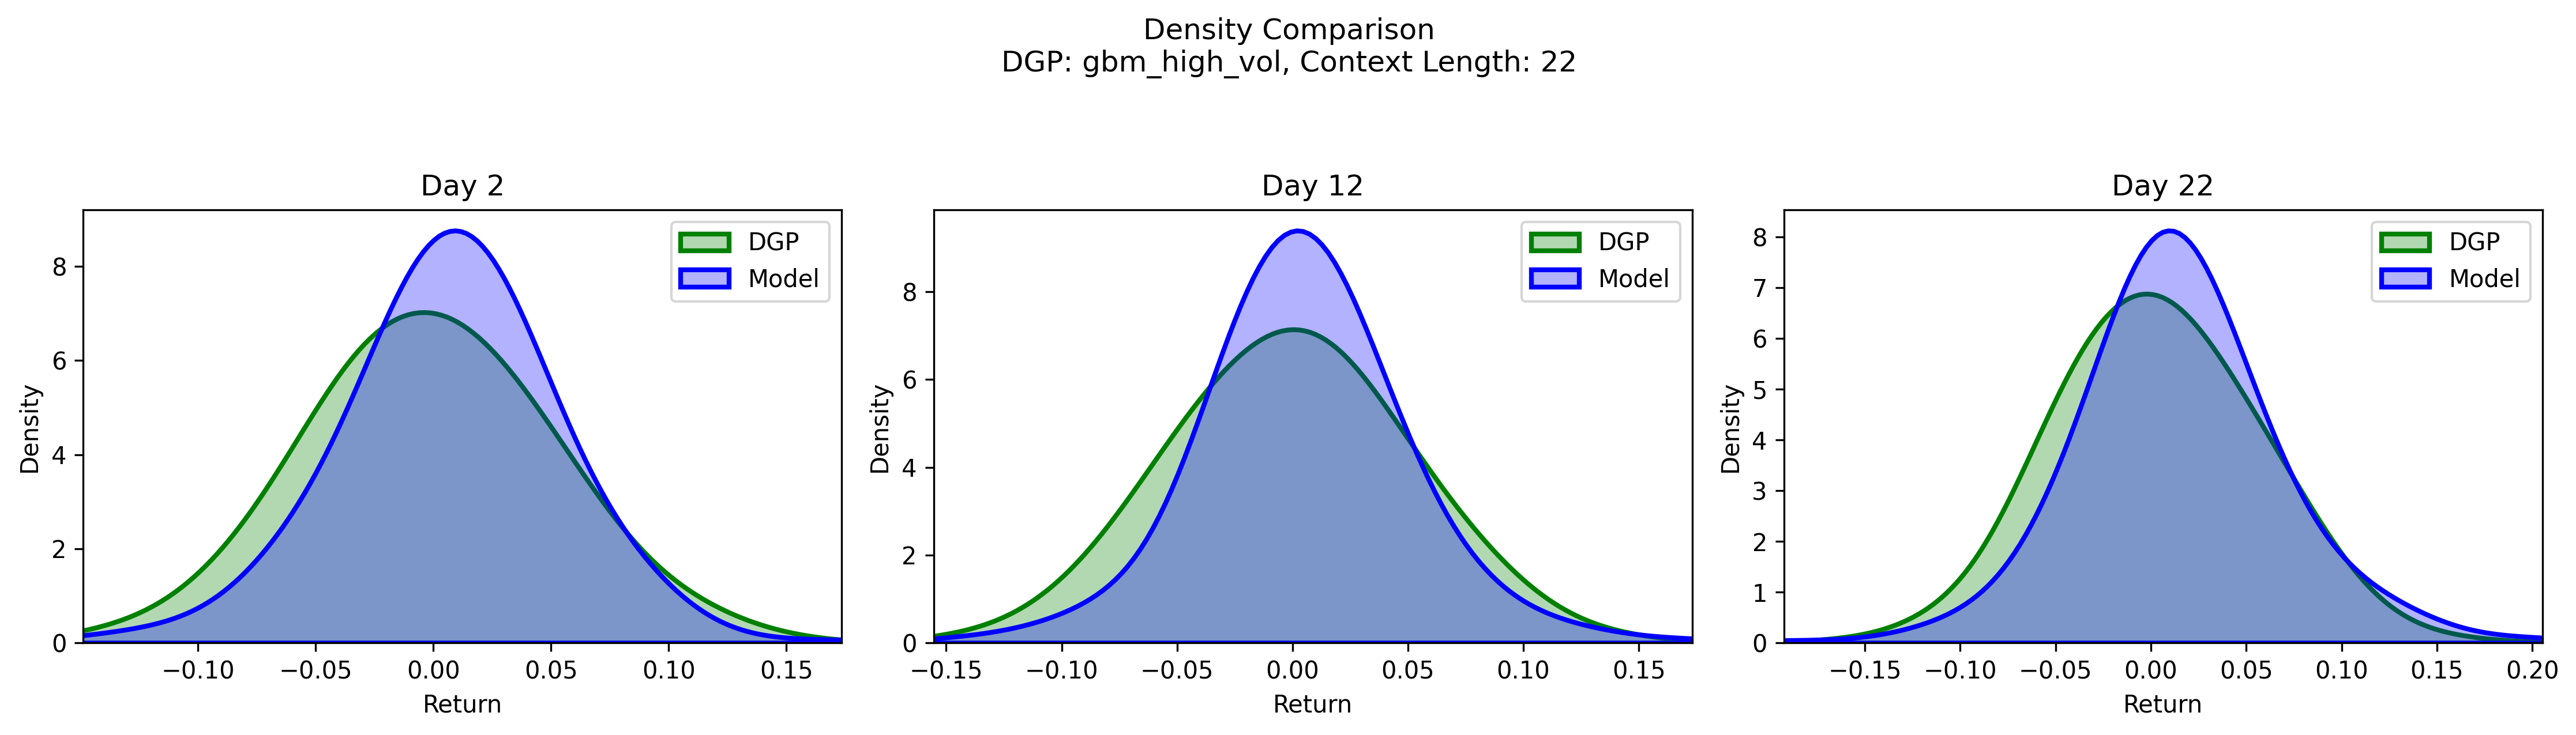 Density Comparison
DGP: gbm_high_vol, Context Length: 22
Day 2
DGP
Model
8
6
4
2
0
Density
−0.10 −0.05 0.00 0.05 0.10 0.15
Return
Day 12
DGP
Model
8
6
4
2
0
Density
−0.15 −0.10 −0.05 0.00 0.05 0.10 0.15
Return
Day 22
DGP
Model
8
7
6
5
4
3
2
1
0
Density
−0.15 −0.10 −0.05 0.00 0.05 0.10 0.15 0.20
Return